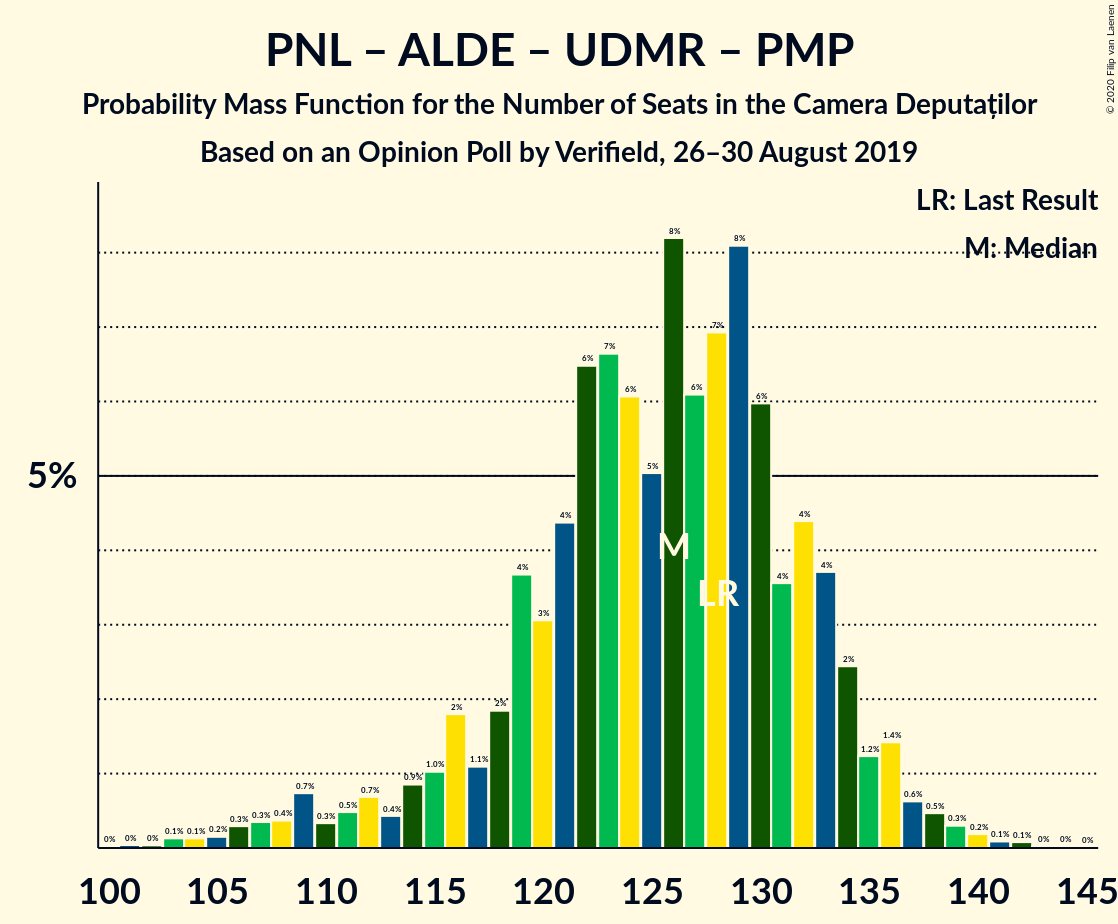 PNL – ALDE – UDMR – PMP
Probability Mass Function for the Number of Seats in the Camera Deputaților
Based on an Opinion Poll by Verifield, 26–30 August 2019
© 2020 Filip van Laenen
LR: Last Result
M: Median
5%
0% 0% 0% 0.1% 0.1% 0.2% 0.3% 0.3% 0.4% 0.7% 0.3% 0.5% 0.7% 0.4% 0.9% 1.0% 2% 1.1% 2% 4% 3% 4% 6% 7% 6% 5% 8% 6% 7% 8% 6% 4% 4% 4% 2% 1.2% 1.4% 0.6% 0.5% 0.3% 0.2% 0.1% 0.1% 0% 0% 0%
M
LR
100 105 110 115 120 125 130 135 140 145